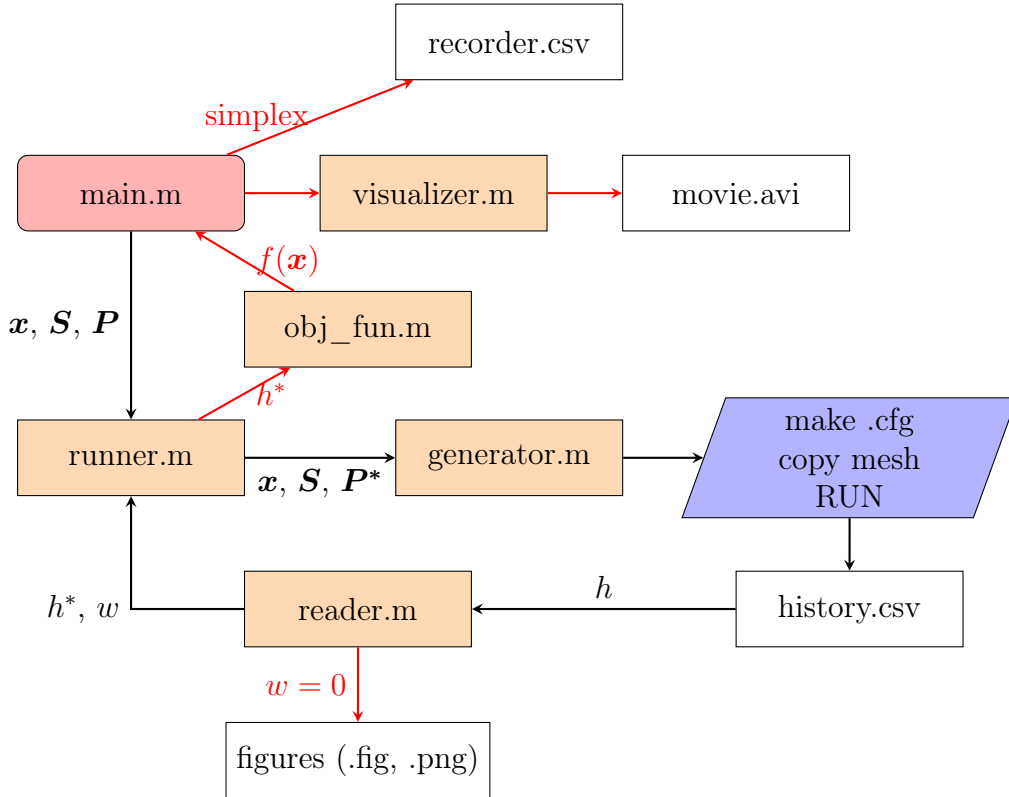 recorder.csv
simplex
main.m
visualizer.m
movie.avi
f(x)
x, S, P
obj_fun.m
h*
runner.m
x, S, P*
generator.m
make .cfg
copy mesh
RUN
h*, w
reader.m
h
history.csv
w = 0
figures (.fig, .png)